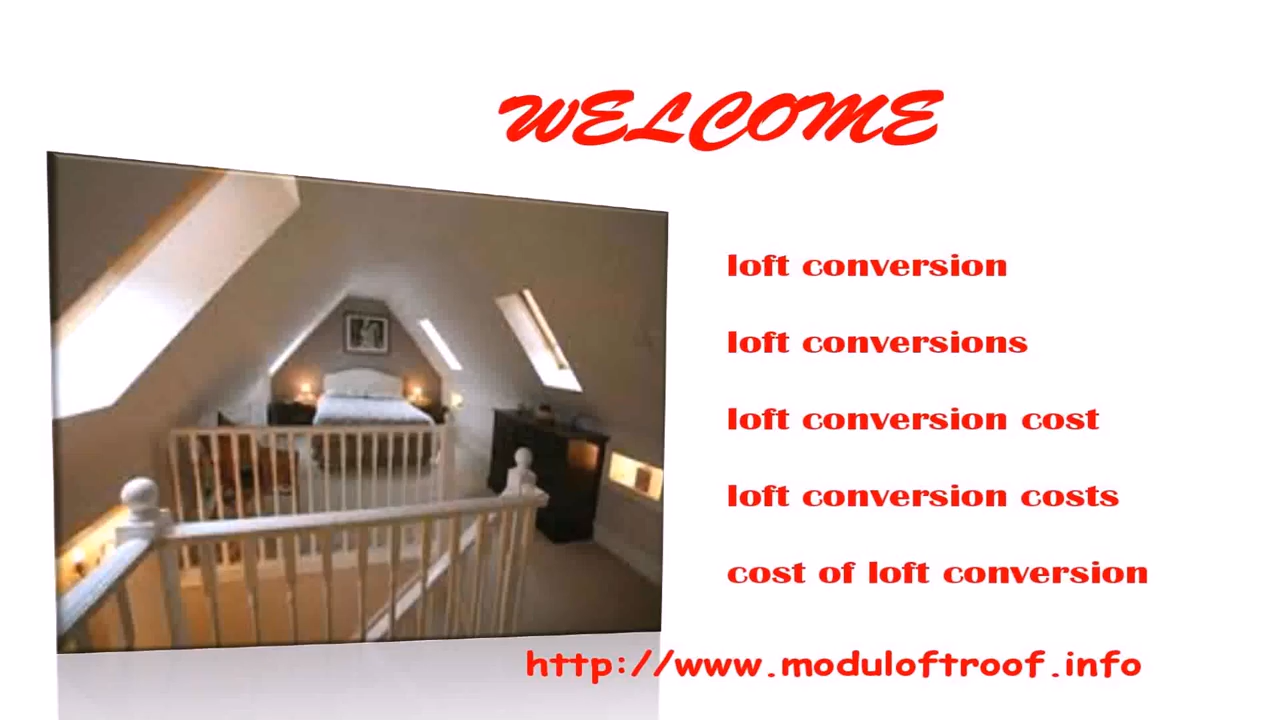 WELCOME
loft conversion
loft conversions
loft conversion cost
loft conversion costs
cost of loft conversion
http://www.moduloftroof.info